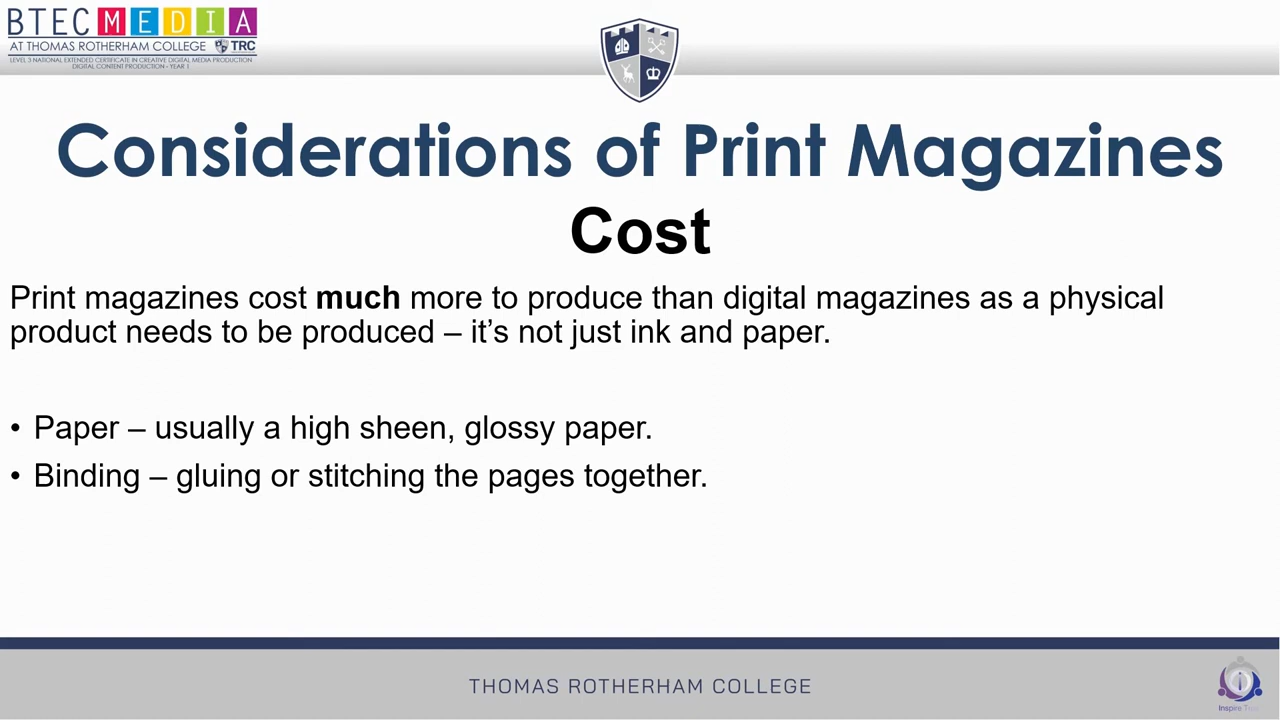 BTEC MEDIA
AT THOMAS ROTHERHAM COLLEGE TRC
LEVEL 3 NATIONAL EXTENDED CERTIFICATE IN CREATIVE DIGITAL MEDIA PRODUCTION
DIGITAL CONTENT PRODUCTION - YEAR 1
Considerations of Print Magazines
Cost
Print magazines cost much more to produce than digital magazines as a physical
product needs to be produced – it’s not just ink and paper.
• Paper – usually a high sheen, glossy paper.
• Binding – gluing or stitching the pages together.
THOMAS ROTHERHAM COLLEGE
Inspire